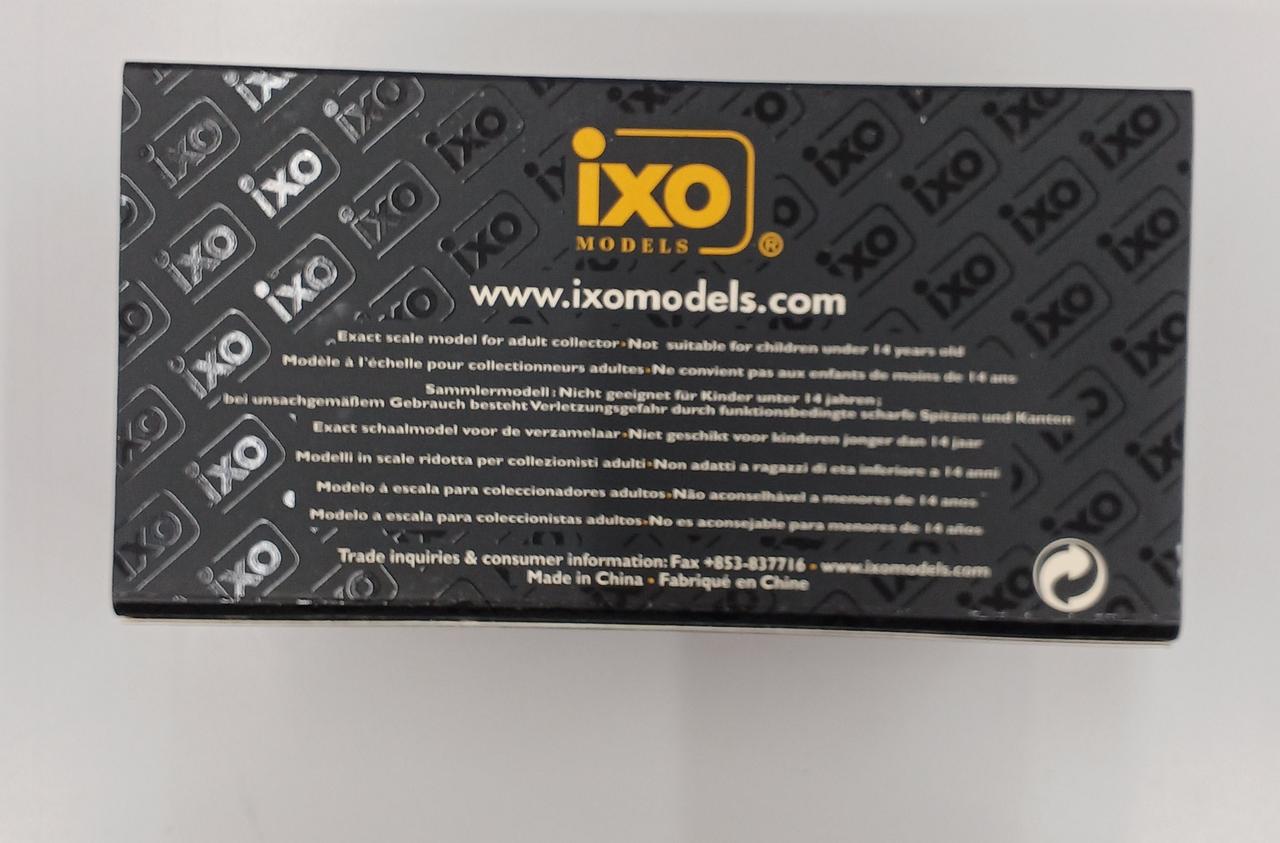 ixo
MODELS ®
www.ixomodels.com
Exact scale model for adult collector•Not suitable for children under 14 years old
Modèle à l'échelle pour collectionneurs adultes•Ne convient pas aux enfants de moins de 14 ans
Sammlermodell: Nicht geeignet für Kinder unter 14 jahren;
bei unsachgemäßem Gebrauch besteht Verletzungsgefahr durch funktionsbedingte scharfe Spitzen und Kanten
Exact schaalmodel voor de verzamelaar•Niet geschikt voor kinderen jonger dan 14 jaar
Modelli in scale ridotta per collezionisti adulti•Non adatti a ragazzi di eta inferiore a 14 anni
Modelo à escala para coleccionadores adultos•Não aconselhável a menores de 14 anos
Modelo a escala para coleccionistas adultos•No es aconsejable para menores de 14 años
Trade inquiries & consumer information: Fax +853-837716 • www.ixomodels.com
Made in China • Fabriqué en Chine